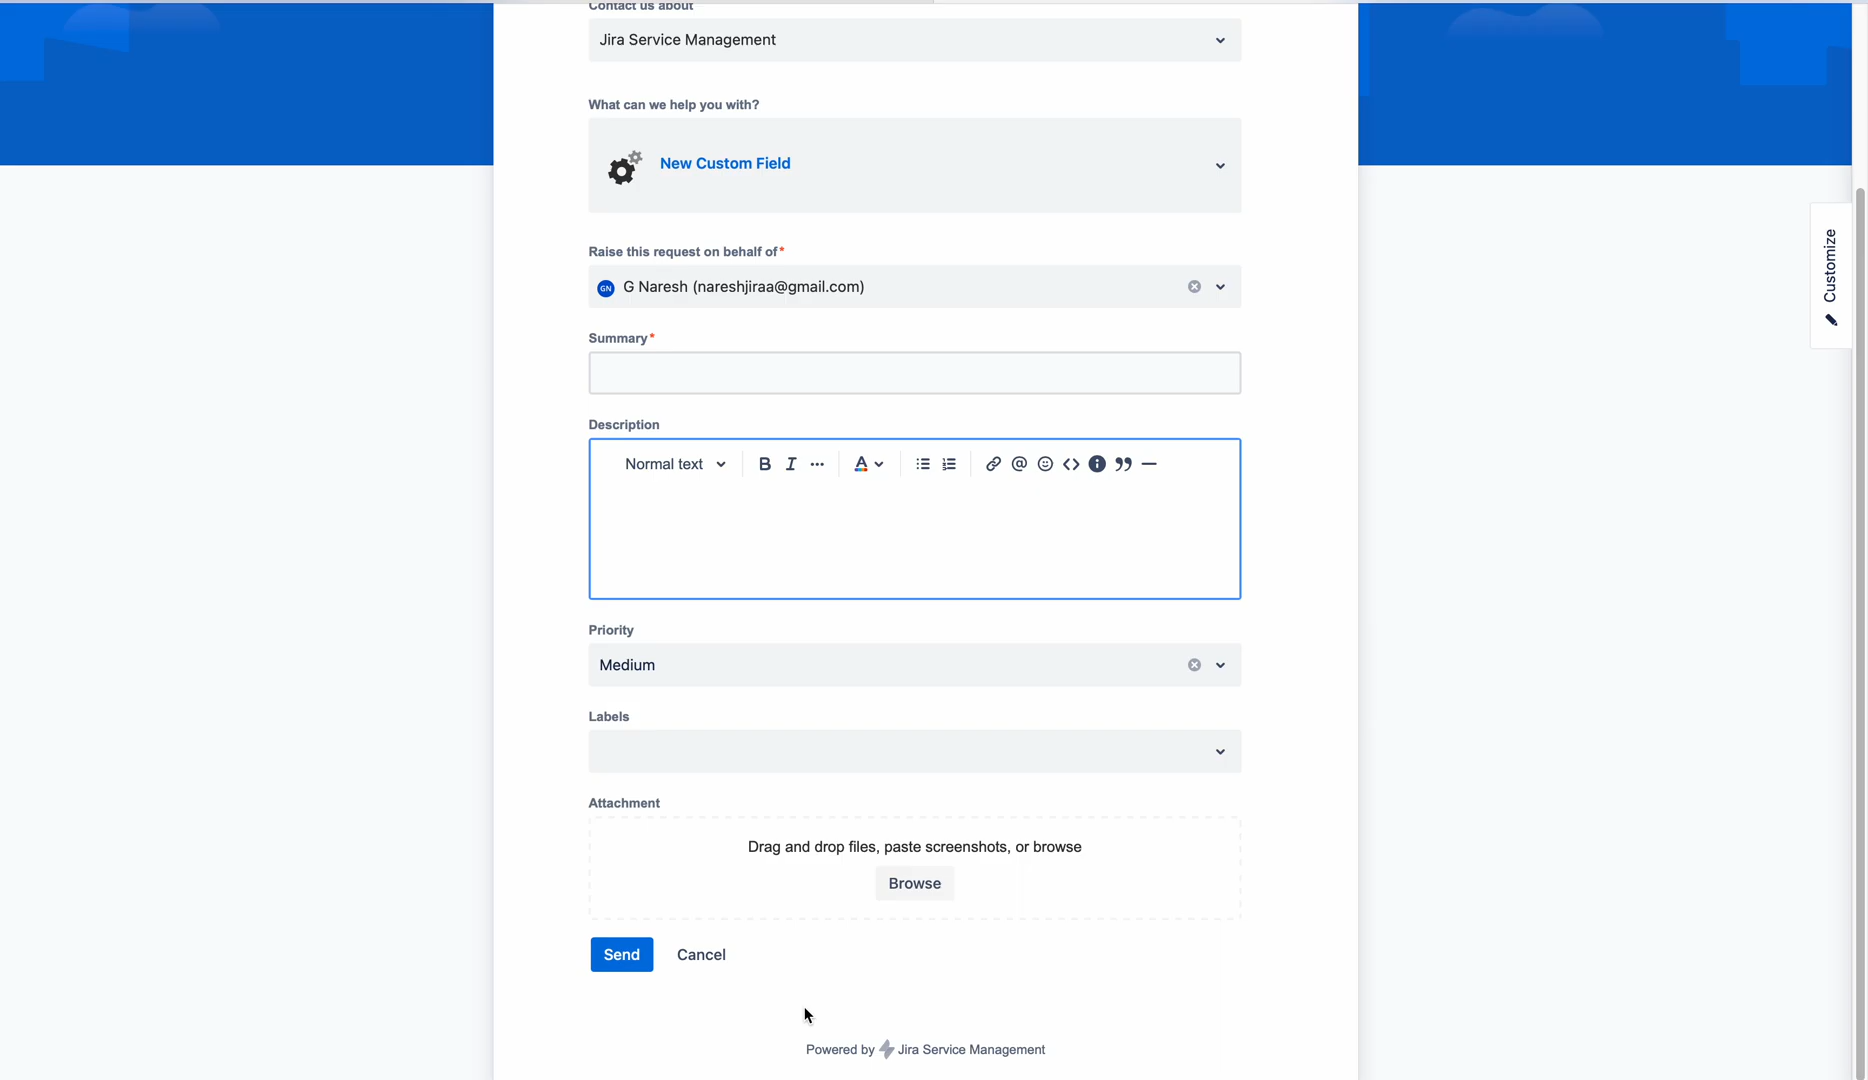 Contact us about
Jira Service Management
What can we help you with?
New Custom Field
Raise this request on behalf of*
GN G Naresh (nareshjiraa@gmail.com)
Customize
Summary*
Description
Normal text B I ... A
Priority
Medium
Labels
Attachment
Drag and drop files, paste screenshots, or browse
Browse
Send Cancel
Powered by Jira Service Management